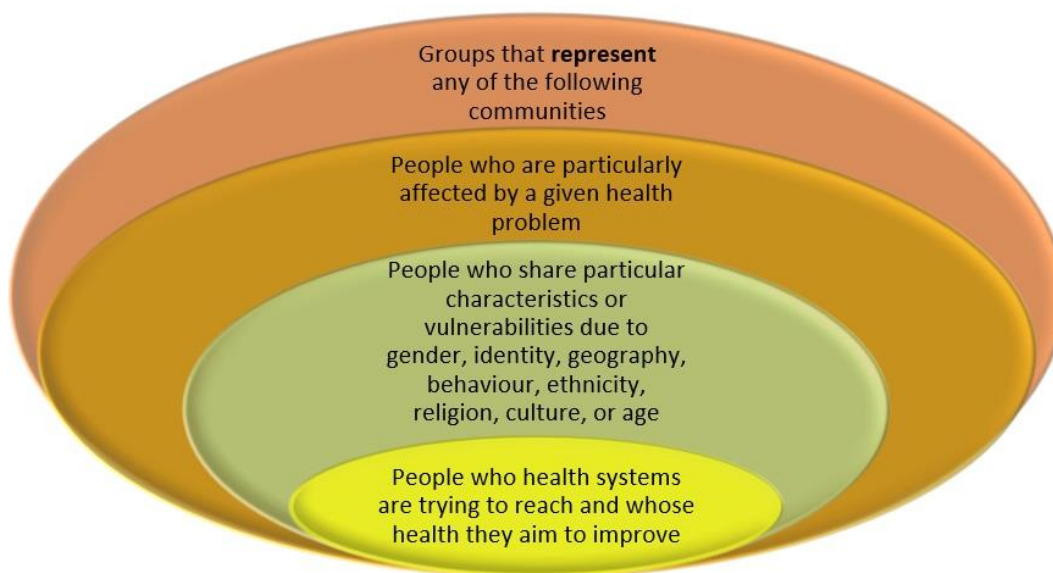 Groups that represent
any of the following
communities
People who are particularly
affected by a given health
problem
People who share particular
characteristics or
vulnerabilities due to
gender, identity, geography,
behaviour, ethnicity,
religion, culture, or age
People who health systems
are trying to reach and whose
health they aim to improve